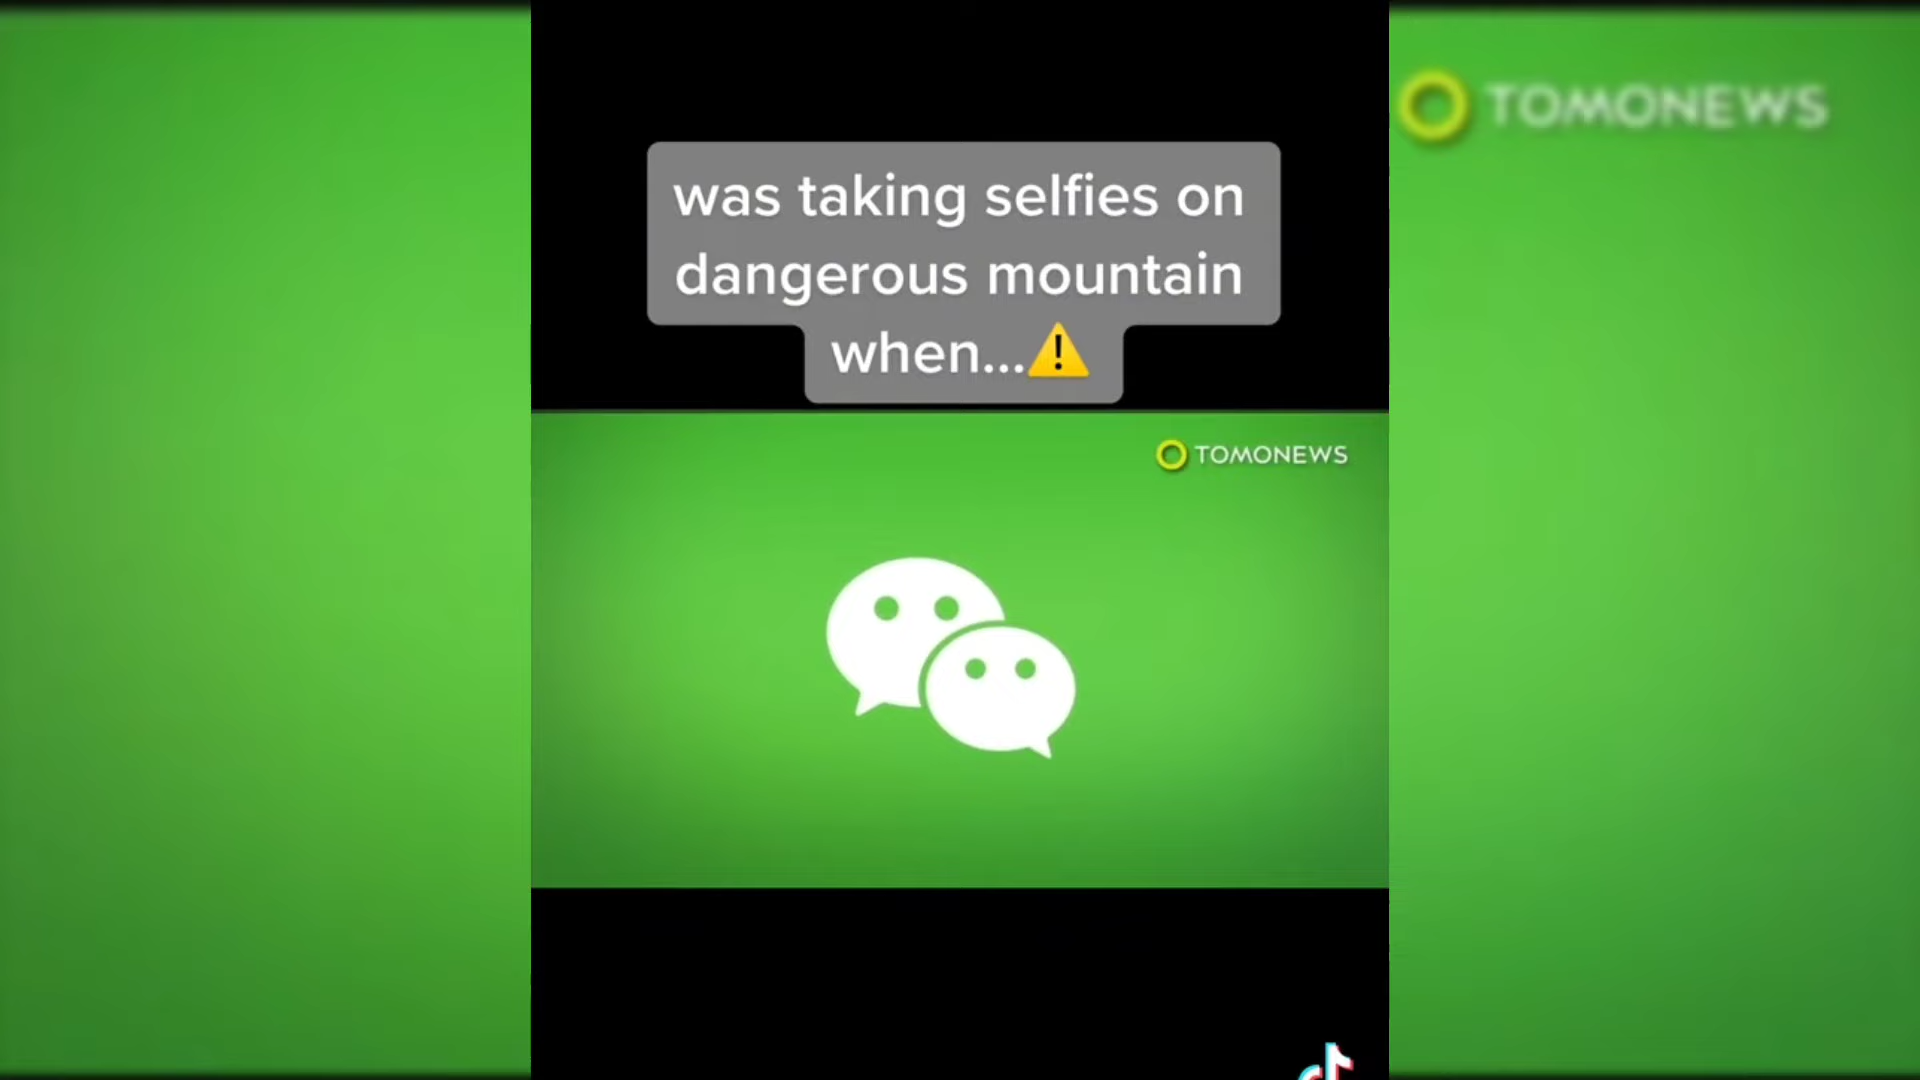 was taking selfies on
dangerous mountain
when...⚠️
TOMONEWS
TOMONEWS